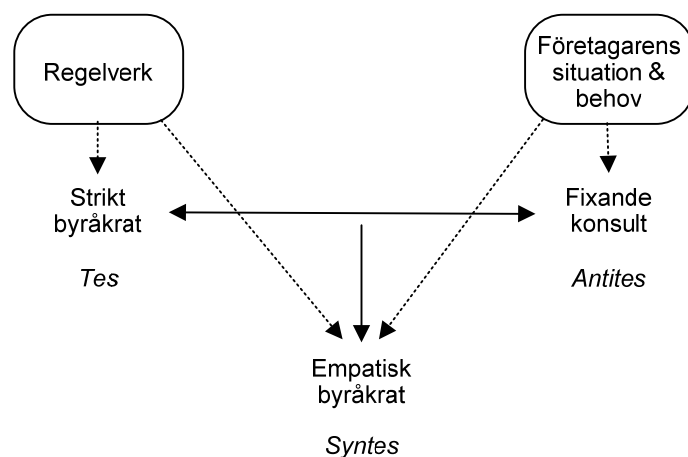 Regelverk
Företagarens
situation &
behov
Strikt
byråkrat
Fixande
konsult
Tes
Antites
Empatisk
byråkrat
Syntes